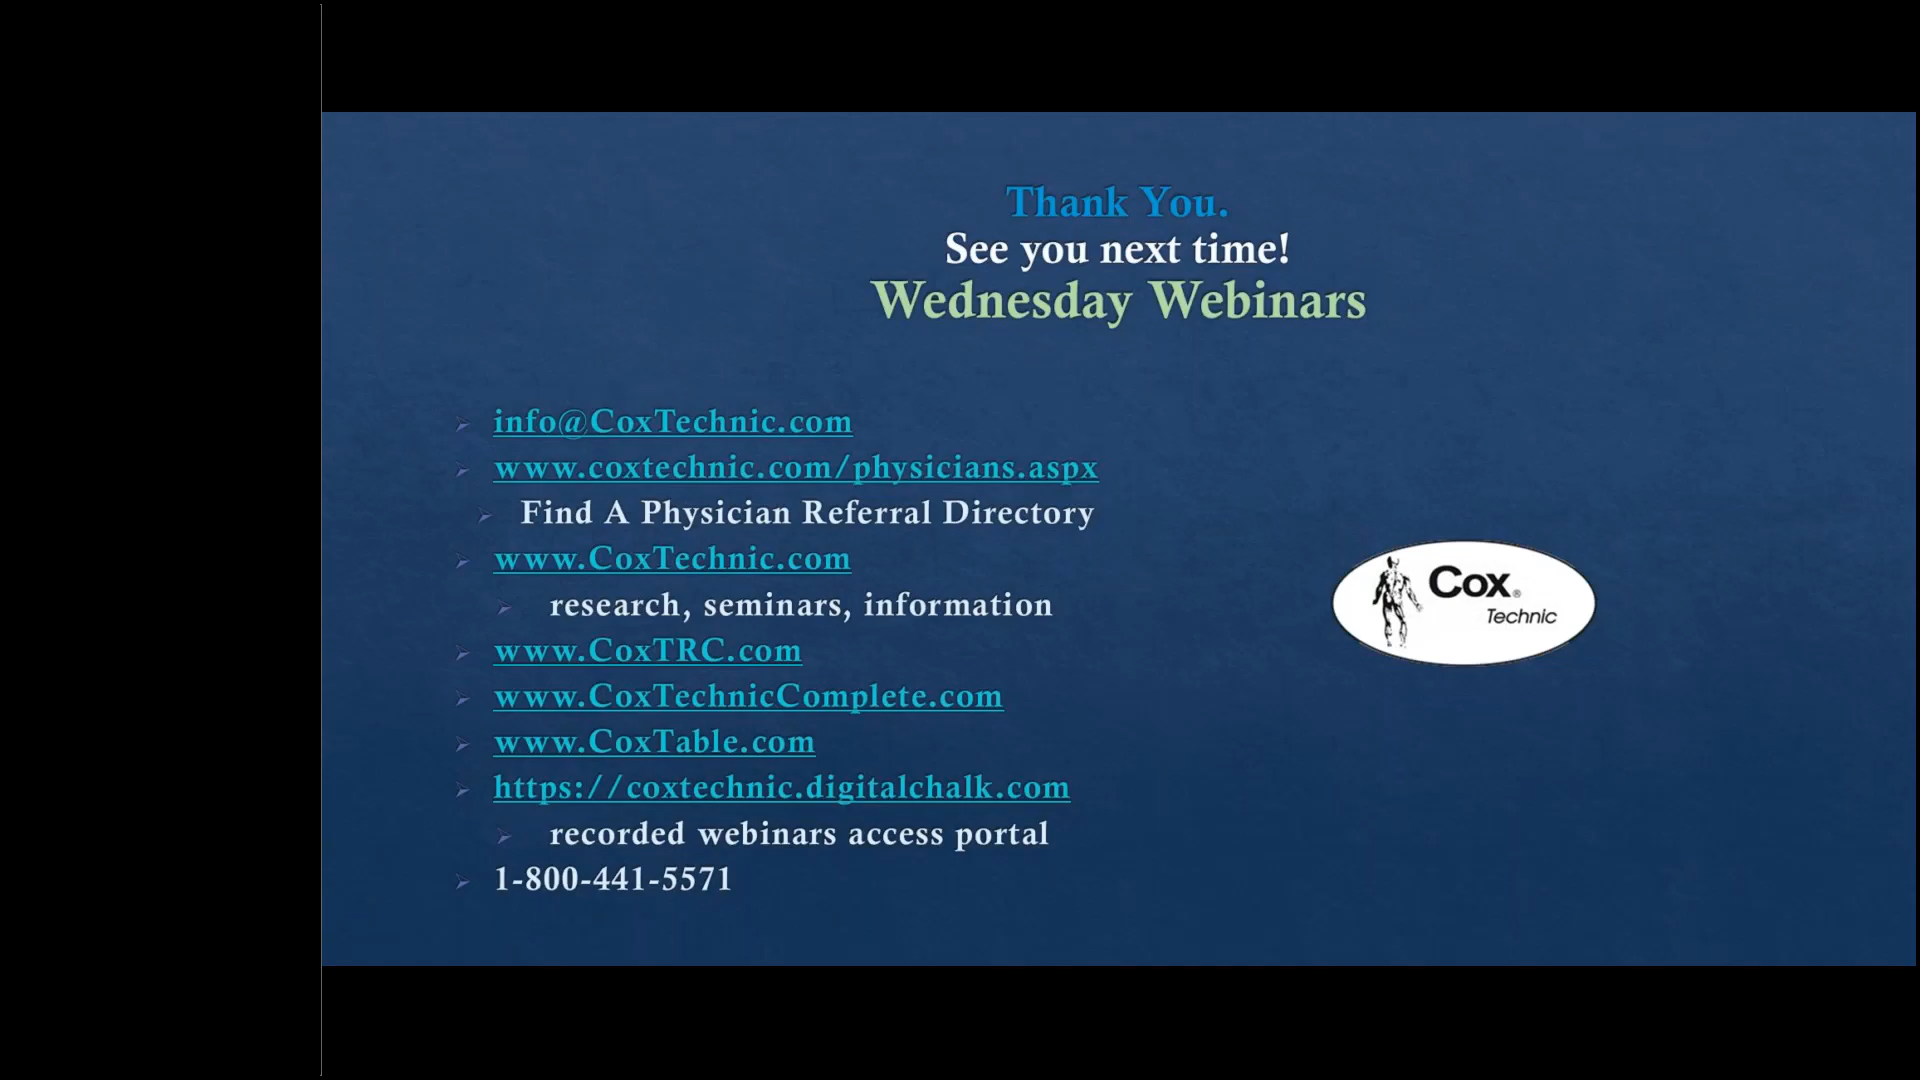 Thank You.
See you next time!
Wednesday Webinars
info@CoxTechnic.com
www.coxtechnic.com/physicians.aspx
Find A Physician Referral Directory
www.CoxTechnic.com
research, seminars, information
www.CoxTRC.com
www.CoxTechnicComplete.com
www.CoxTable.com
https://coxtechnic.digitalchalk.com
recorded webinars access portal
1-800-441-5571
Cox®
Technic